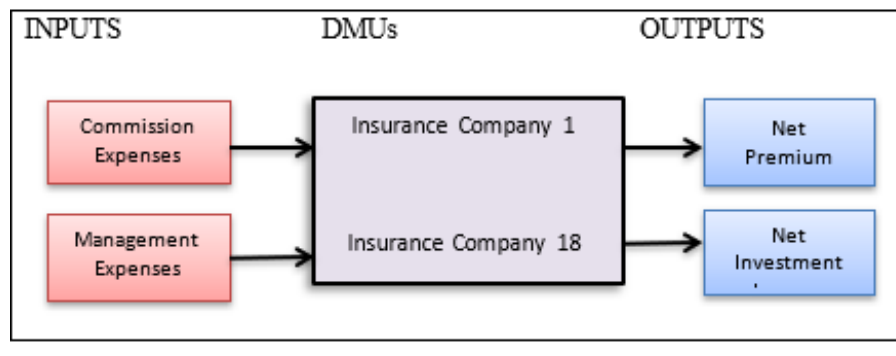 INPUTS
DMUs
OUTPUTS
Commission
Expenses
Insurance Company 1
Net
Premium
Management
Expenses
Insurance Company 18
Net
Investment